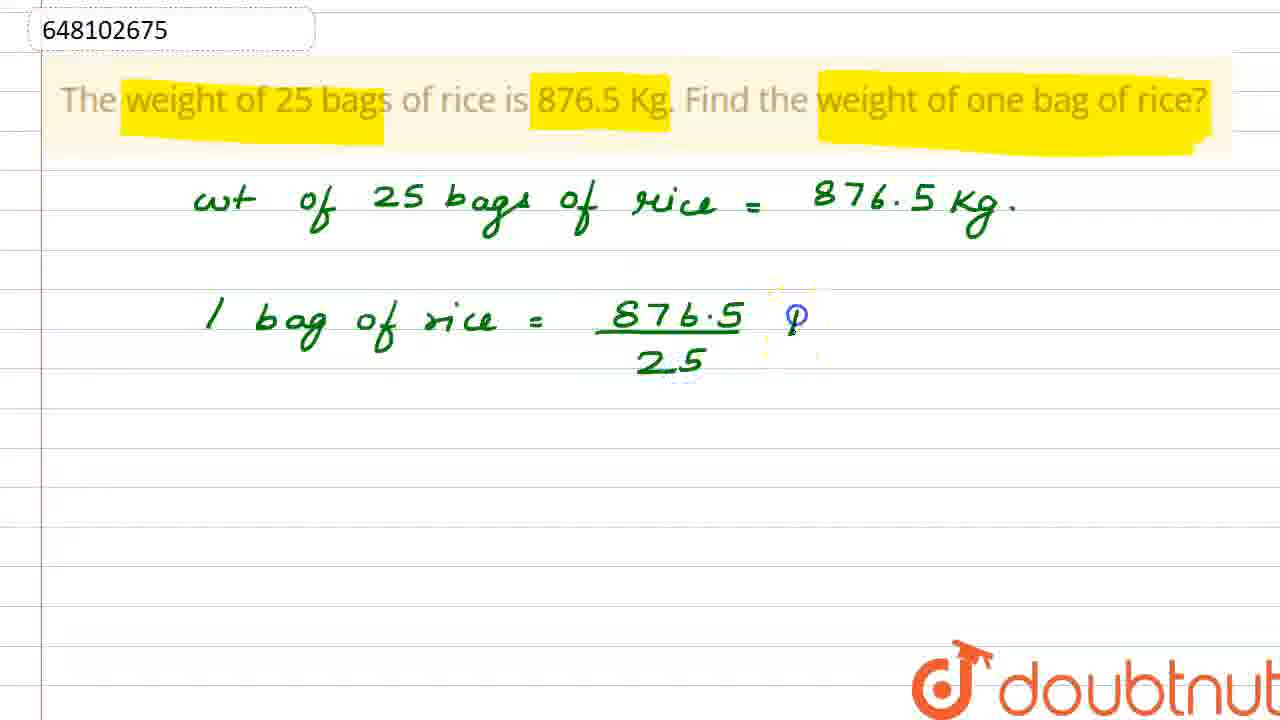 648102675
The weight of 25 bags of rice is 876.5 Kg. Find the weight of one bag of rice?
wt of 25 bags of rice = 876.5 Kg.
1 bag of rice = 876.5
25
doubtnut